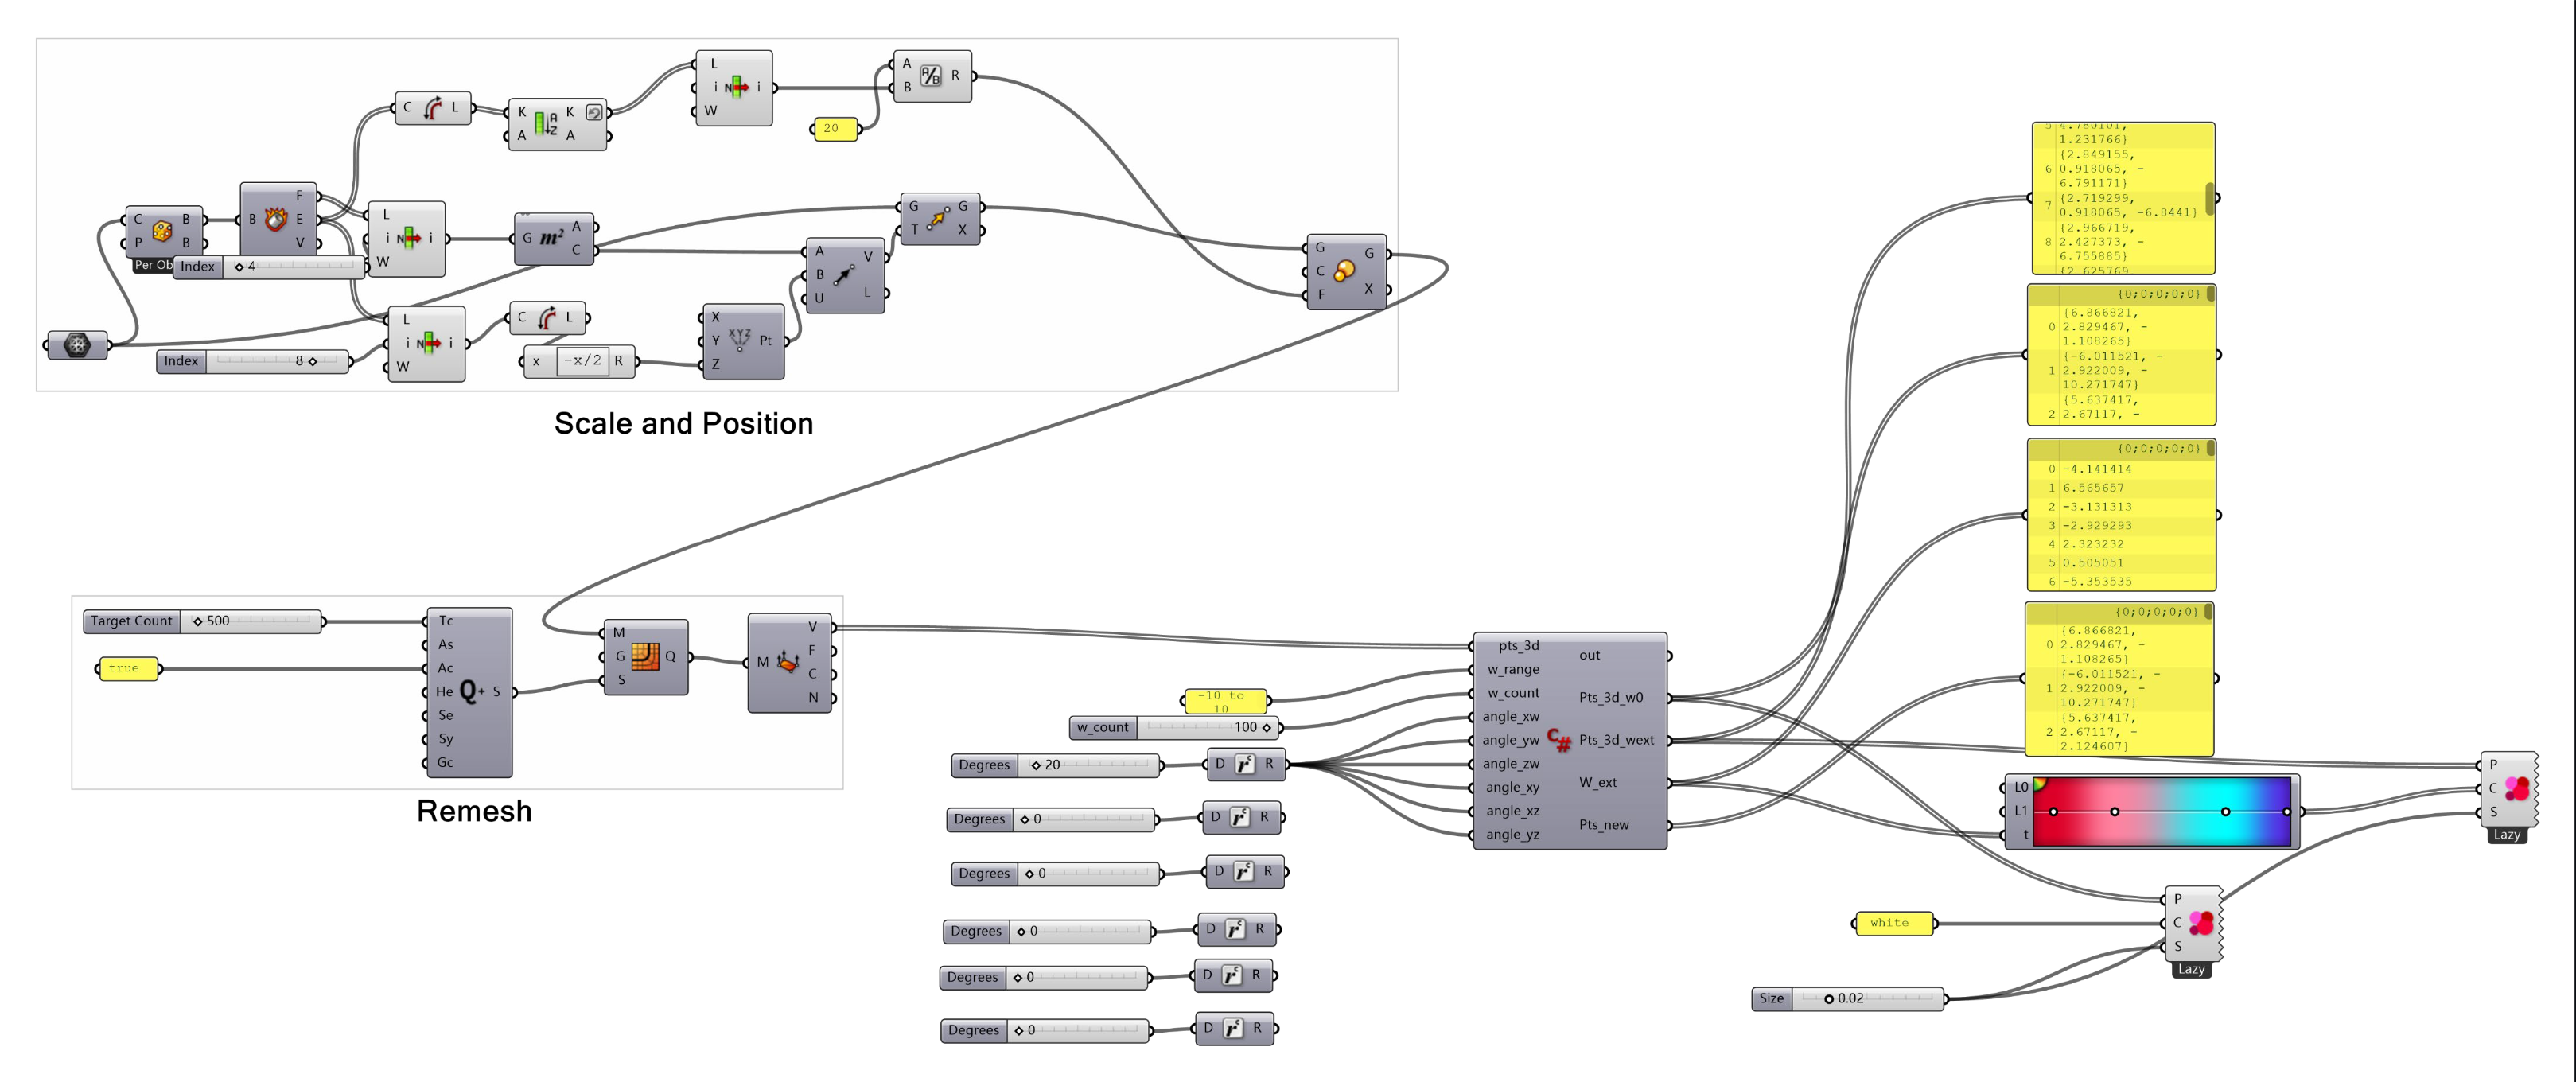 L
i N i
W
A
B
A/B
R
C L
K K
A A
A
Z
20
F
B E
V
C B
P B
Per Ob
Index 4
L
i N i
W
G m² A
C
G G
T X
A V
B
U L
G G
C
F X
L
i N i
W
Index 8
C L
x -x/2 R
X
Y XYZ Pt
Z
Scale and Position
5 4.780101,
1.231766}
{2.849155,
6 0.918065, -
6.791171}
7 {2.719299,
0.918065, -6.8441}
{2.966719,
8 2.427373, -
6.755885}
{2.625769,
{0;0;0;0;0}
{6.866821,
0 2.829467, -
1.108265}
{-6.011521, -
1 2.922009, -
10.271747}
{5.637417,
2 2.67117, -
{0;0;0;0;0}
0 -4.141414
1 6.565657
2 -3.131313
3 -2.929293
4 2.323232
5 0.505051
6 -5.353535
{0;0;0;0;0}
{6.866821,
0 2.829467, -
1.108265}
{-6.011521, -
1 2.922009, -
10.271747}
{5.637417,
2 2.67117, -
2.124607}
Target Count 500
true
Tc
As
Ac
He Q+ S
Se
Sy
Gc
M
G Q
S
V
M F
C
N
Remesh
-10 to
10
w_count 100
Degrees 20
D r^c R
Degrees 0
D r^c R
Degrees 0
D r^c R
Degrees 0
D r^c R
Degrees 0
D r^c R
Degrees 0
D r^c R
pts_3d
w_range
w_count
angle_xw
angle_yw
angle_zw
angle_xy
angle_xz
angle_yz
C#
out
Pts_3d_w0
Pts_3d_wext
W_ext
Pts_new
L0
L1
t
P
C
S
Lazy
white
P
C
S
Lazy
Size 0.02